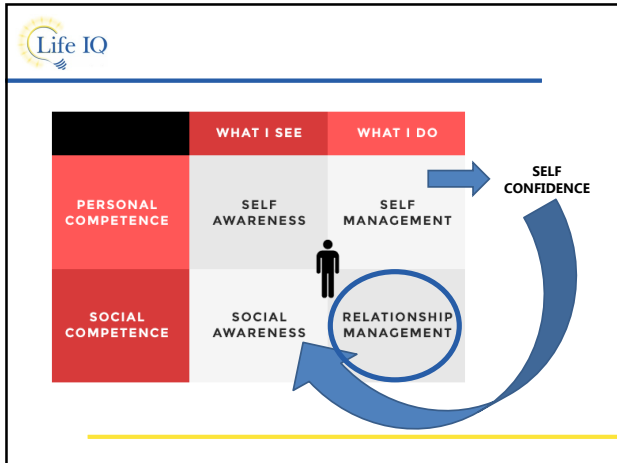 Life IQ
WHAT I SEE
WHAT I DO
PERSONAL
COMPETENCE
SELF
AWARENESS
SELF
MANAGEMENT
SELF
CONFIDENCE
SOCIAL
COMPETENCE
SOCIAL
AWARENESS
RELATIONSHIP
MANAGEMENT